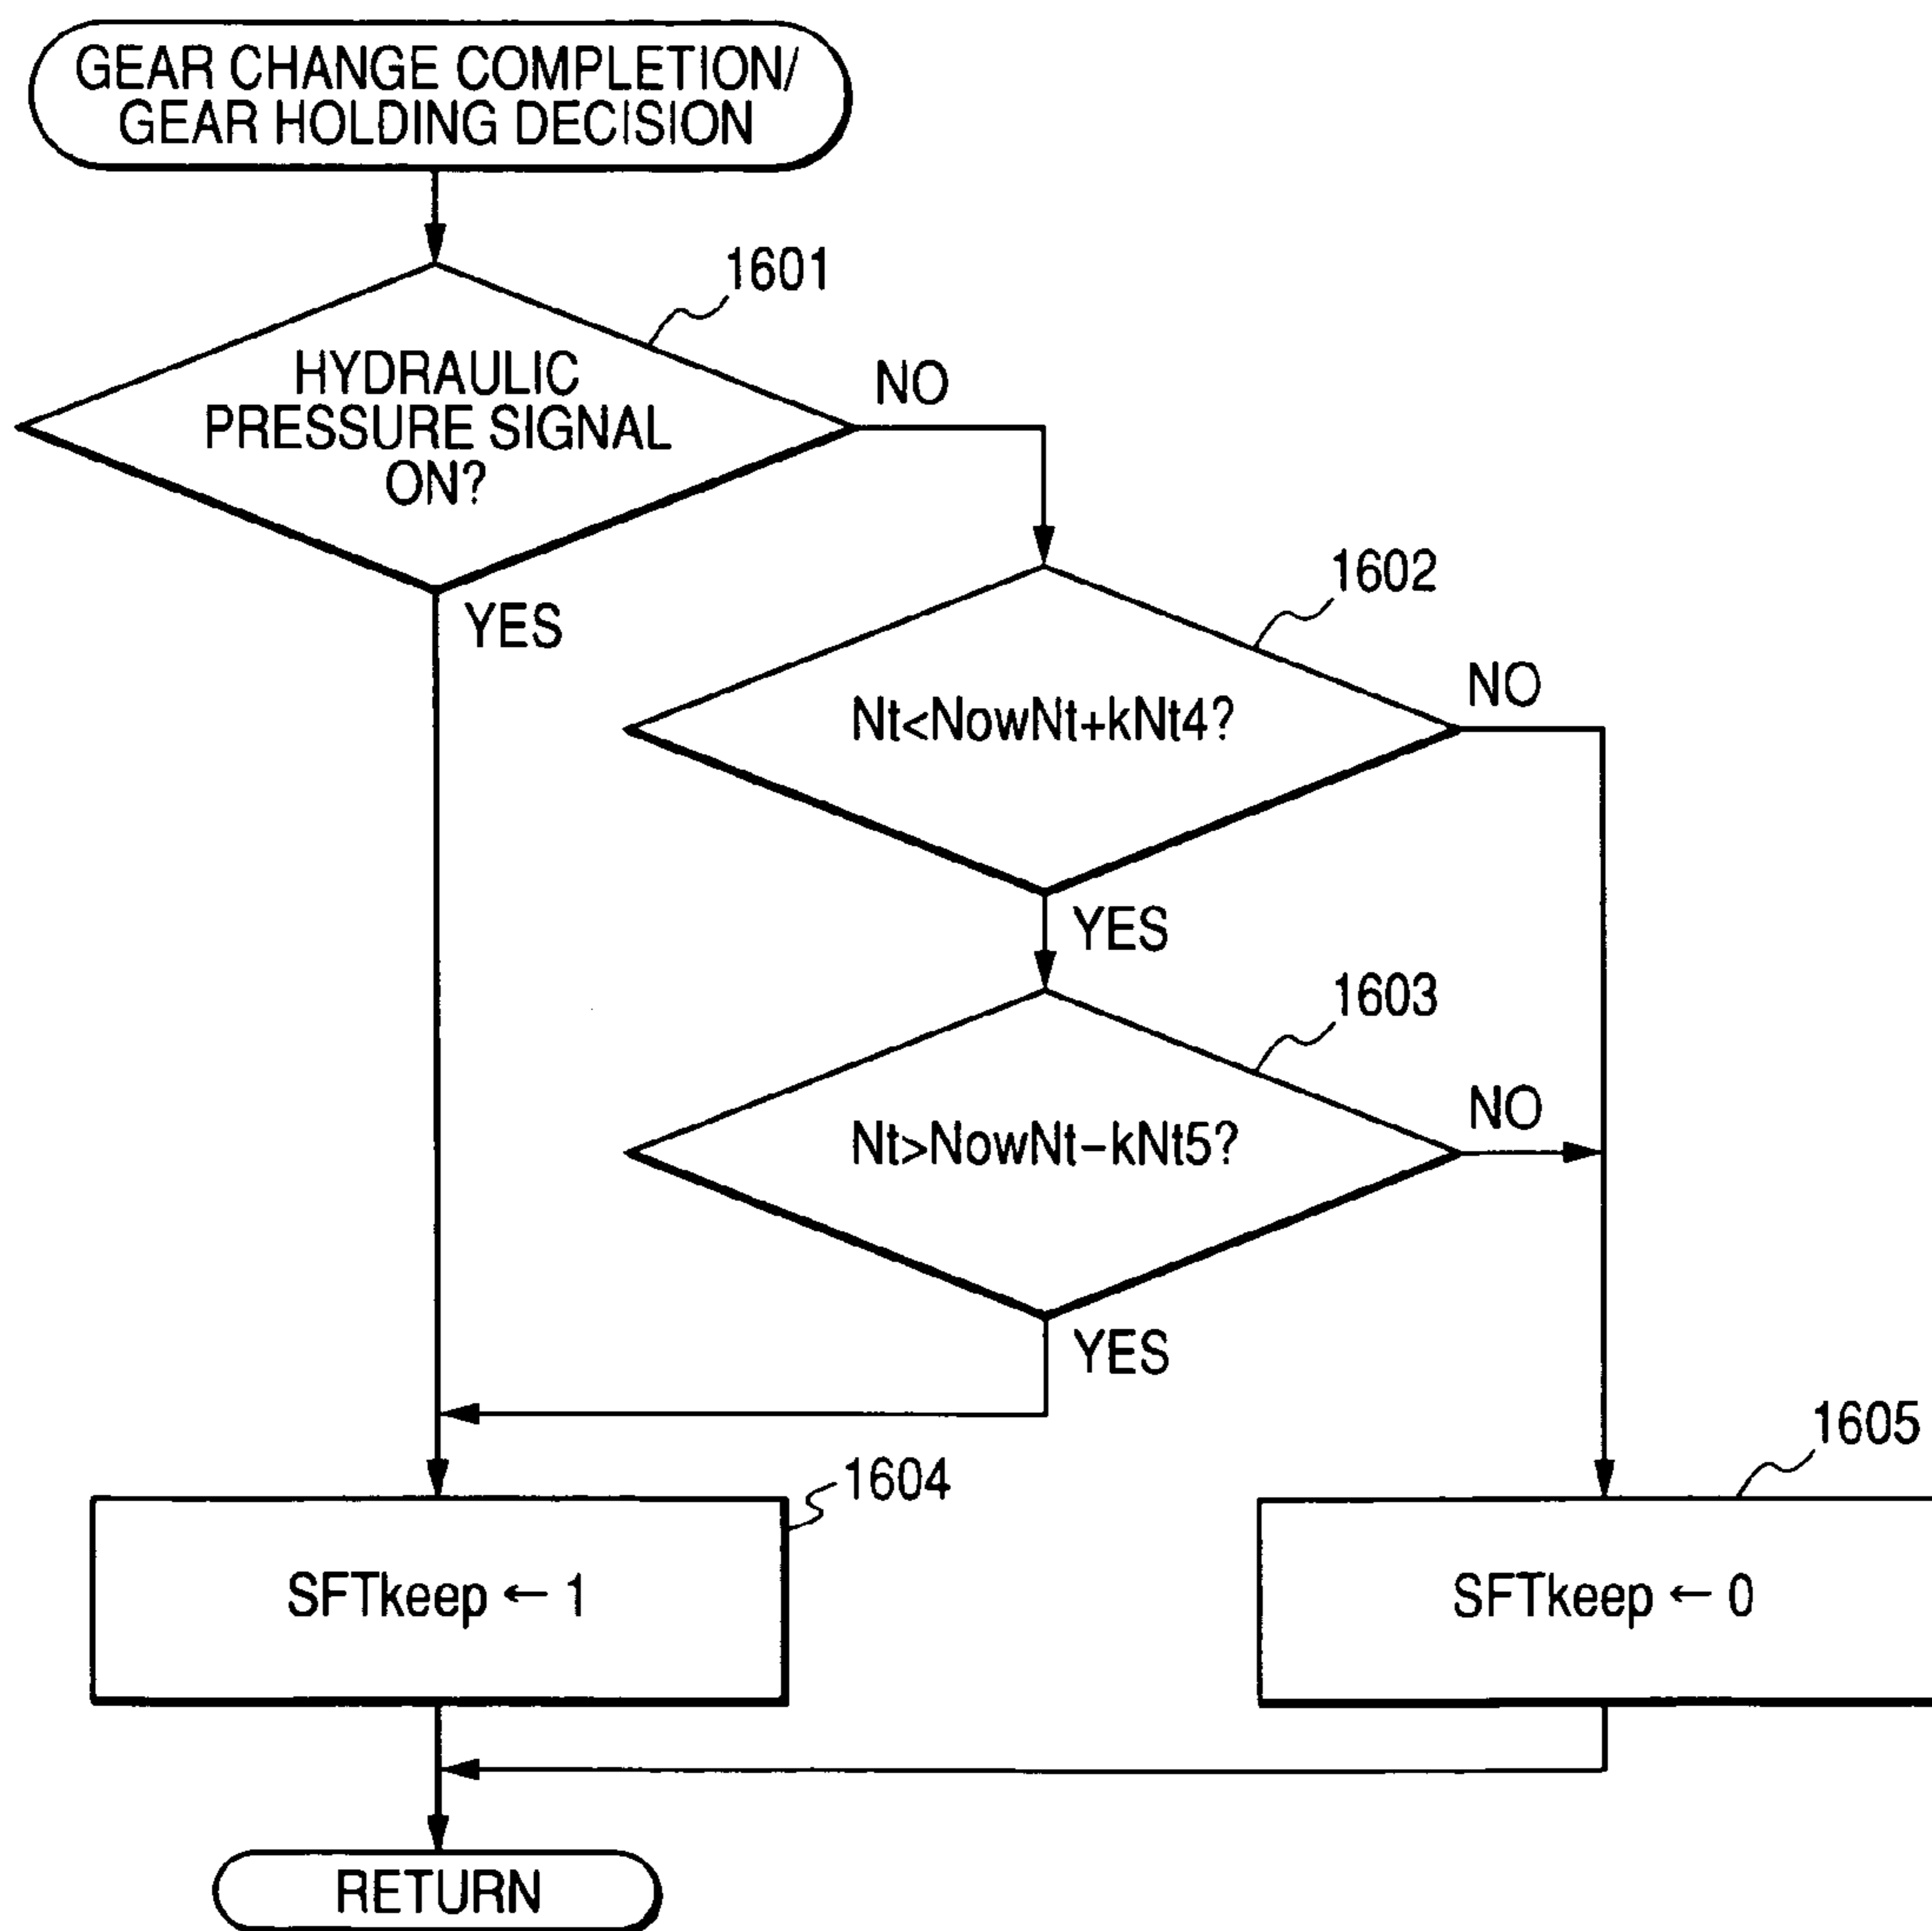 GEAR CHANGE COMPLETION/
GEAR HOLDING DECISION
1601
HYDRAULIC
PRESSURE SIGNAL
ON?
NO
YES
1602
Nt<NowNt+kNt4?
NO
YES
1603
Nt>NowNt-kNt5?
NO
YES
1604
SFTkeep ← 1
1605
SFTkeep ← 0
RETURN